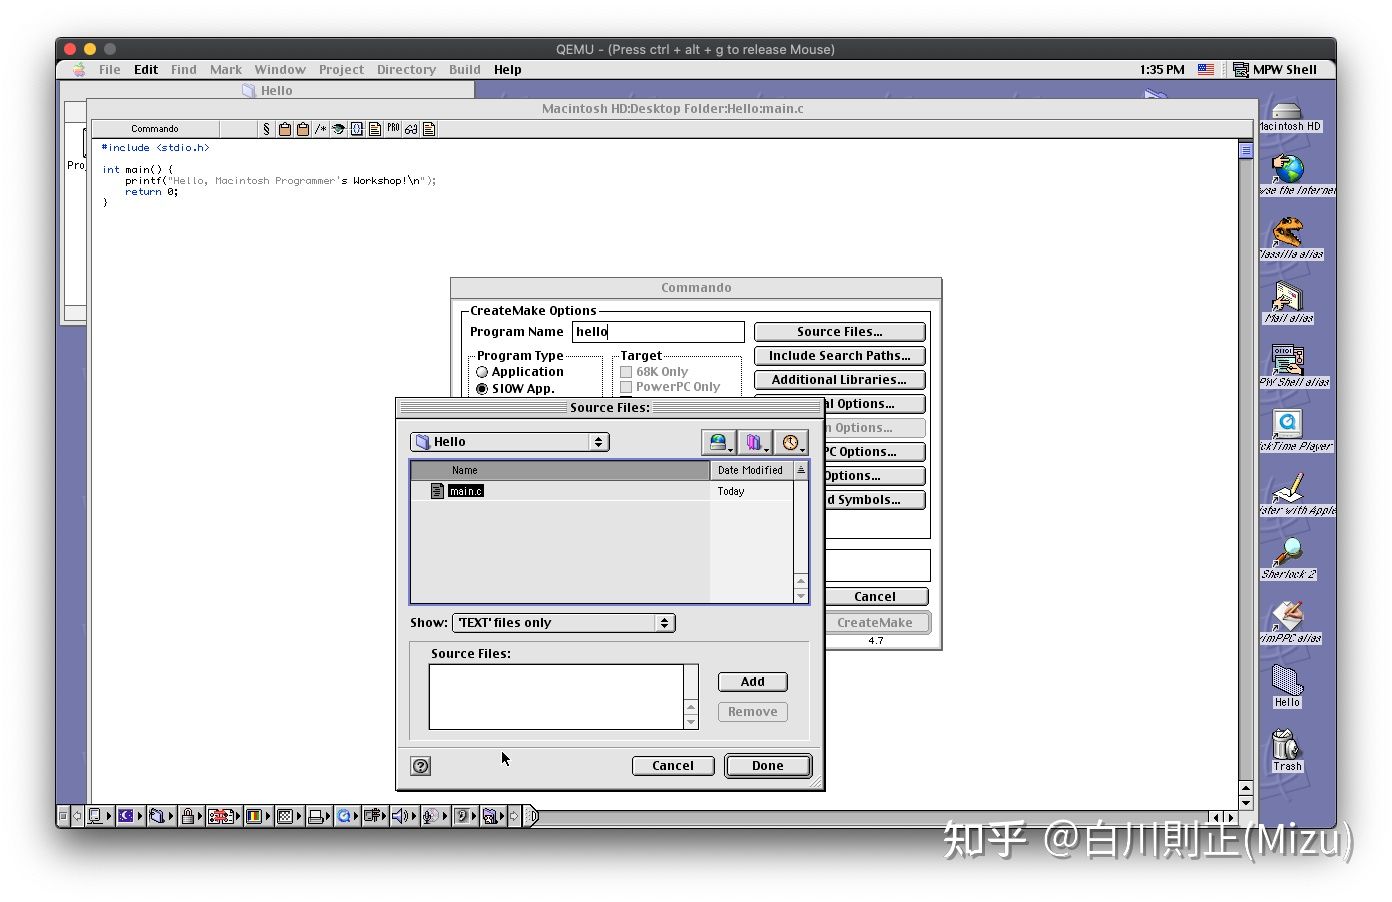 QEMU - (Press ctrl + alt + g to release Mouse)
File Edit Find Mark Window Project Directory Build Help
1:35 PM
MPW Shell
Hello
Macintosh HD:Desktop Folder:Hello:main.c
Commando
§
/*
PRO
#include <stdio.h>
int main() {
printf("Hello, Macintosh Programmer's Workshop!\n");
return 0;
}
Commando
CreateMake Options
Program Name hello
Source Files...
Include Search Paths...
Additional Libraries...
al Options...
n Options...
PC Options...
Options...
d Symbols...
Program Type
Application
SIOW App.
Target
68K Only
PowerPC Only
Cancel
CreateMake
4.7
Source Files:
Hello
Name Date Modified
main.c Today
Show: 'TEXT' files only
Source Files:
Add
Remove
?
Cancel
Done
Macintosh HD
wse the Internet
Classilla alias
Mail alias
PW Shell alias
ickTime Player
ister with Apple
Sherlock 2
vimPPC alias
Hello
Trash
知乎 @白川則正(Mizu)